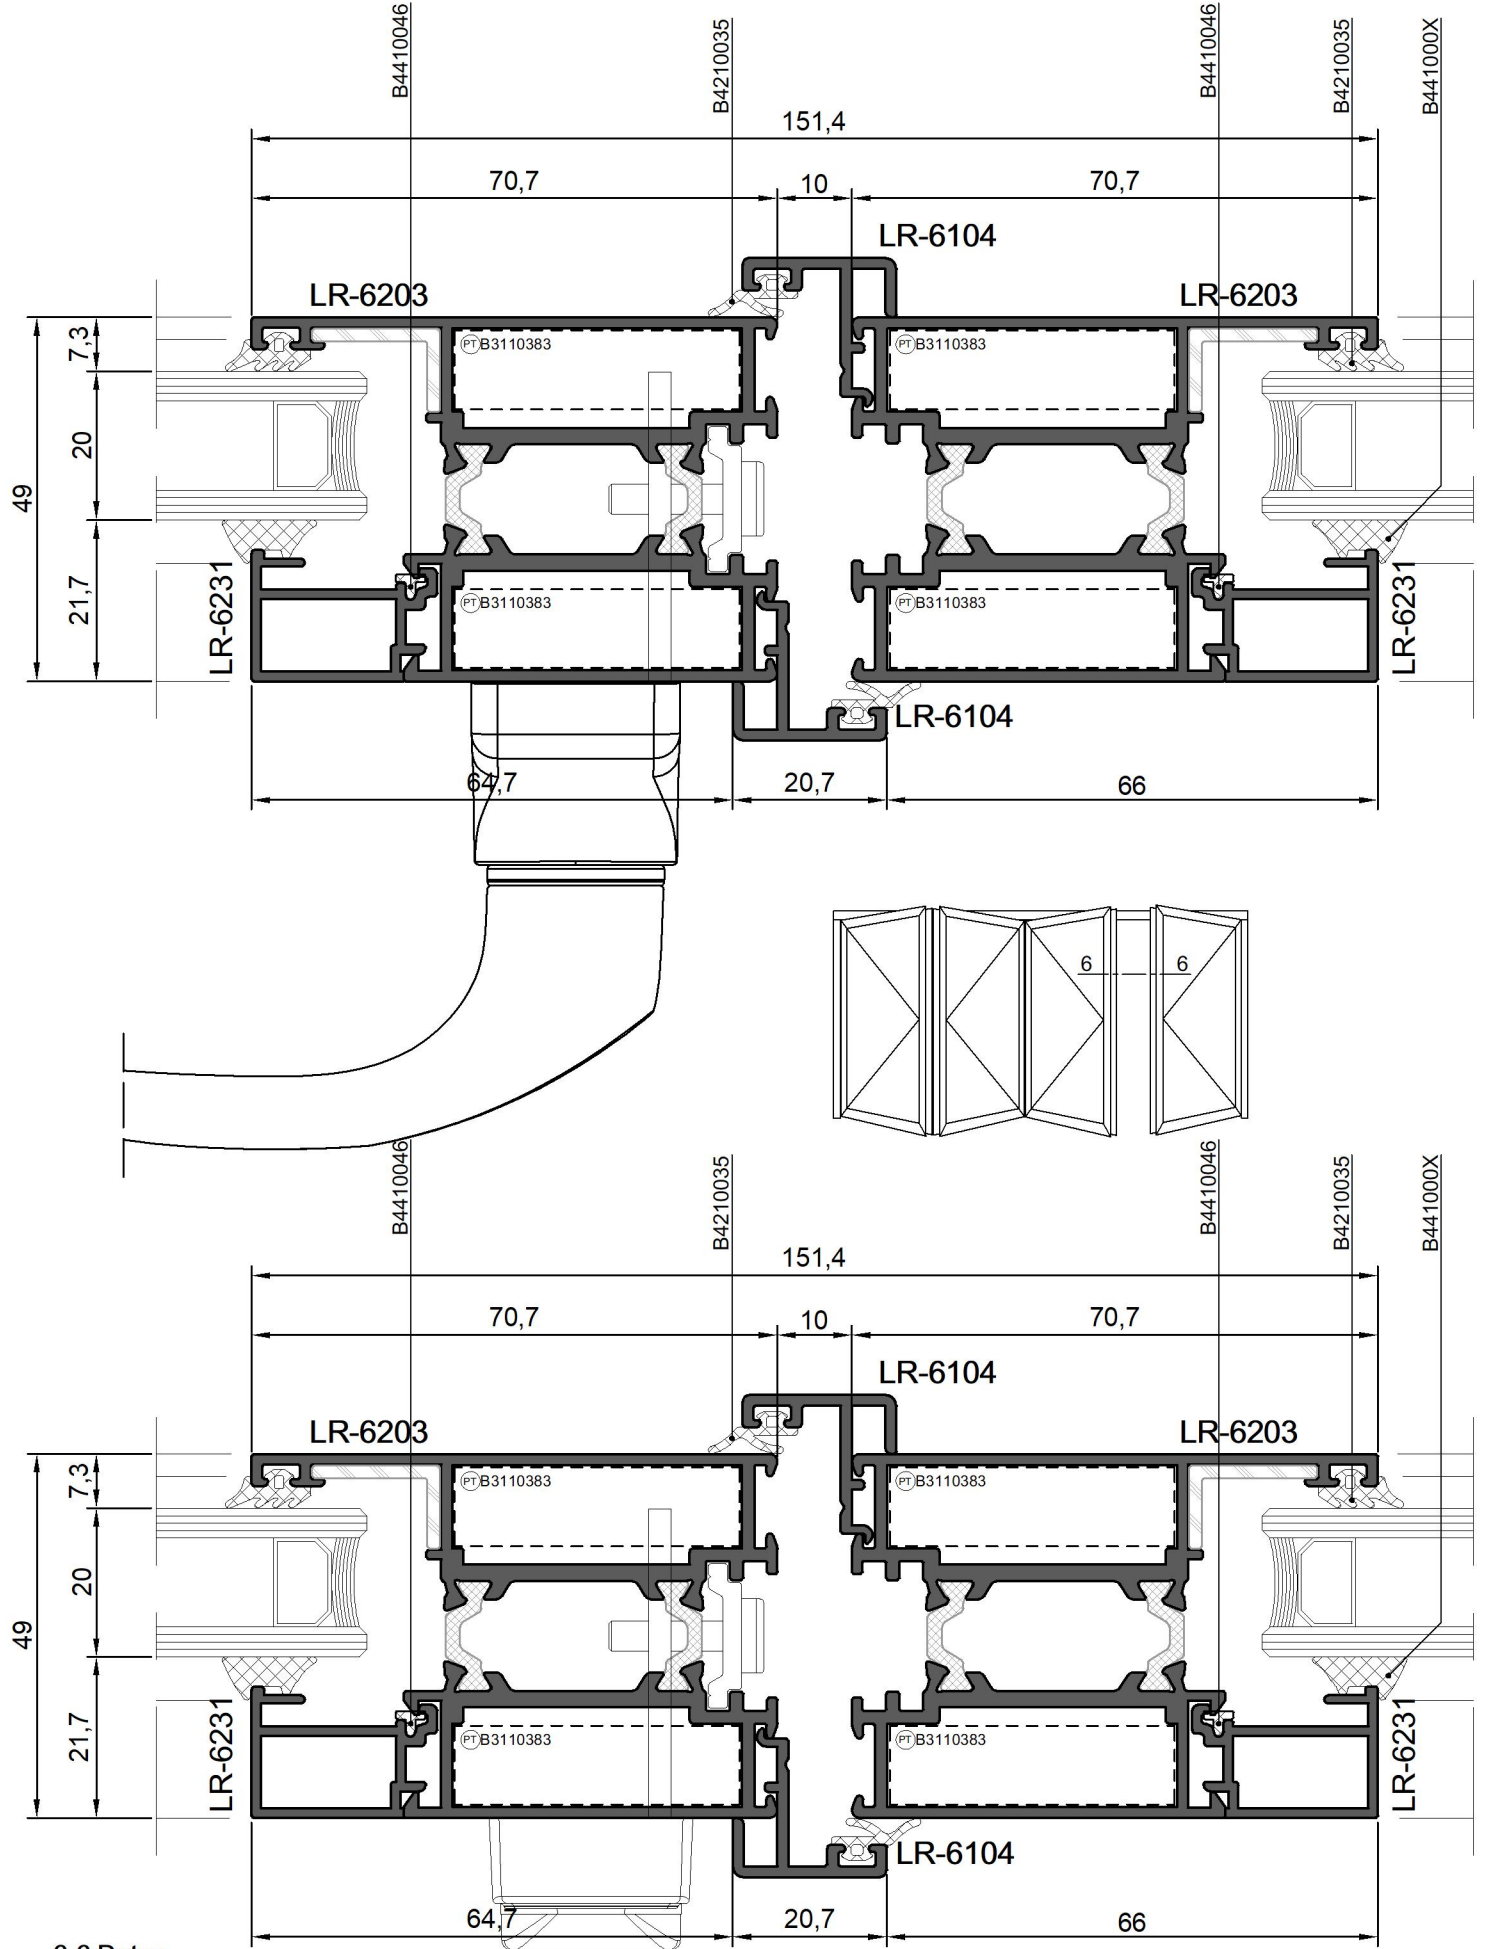 B4410046
B4210035
B4410046
B4210035
B441000X
151,4
70,7
10
70,7
LR-6104
LR-6203
LR-6203
7,3
PT B3110383
PT B3110383
20
49
21,7
LR-6231
PT B3110383
PT B3110383
LR-6231
LR-6104
64,7
20,7
66
6
6
B4410046
B4210035
B4410046
B4210035
B441000X
151,4
70,7
10
70,7
LR-6104
LR-6203
LR-6203
7,3
PT B3110383
PT B3110383
20
49
21,7
LR-6231
PT B3110383
PT B3110383
LR-6231
LR-6104
64,7
20,7
66